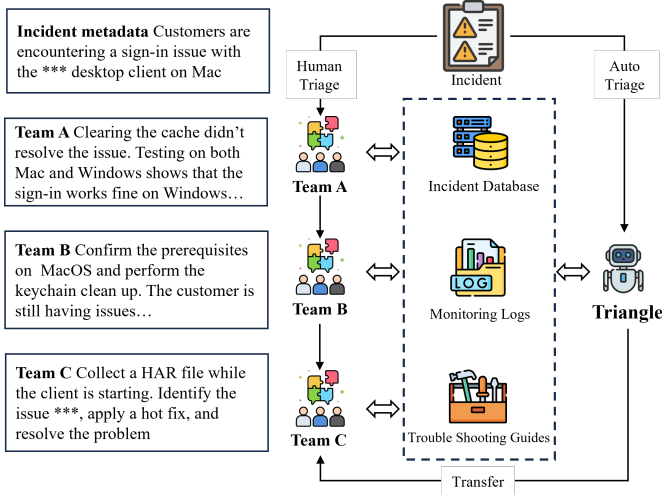 Incident metadata Customers are
encountering a sign-in issue with
the *** desktop client on Mac
Human
Triage
Incident
Auto
Triage
Team A Clearing the cache didn't
resolve the issue. Testing on both
Mac and Windows shows that the
sign-in works fine on Windows…
Team A
Incident Database
Team B Confirm the prerequisites
on MacOS and perform the
keychain clean up. The customer is
still having issues…
Team B
LOG
Monitoring Logs
Triangle
Team C Collect a HAR file while
the client is starting. Identify the
issue ***, apply a hot fix, and
resolve the problem
Team C
Trouble Shooting Guides
Transfer